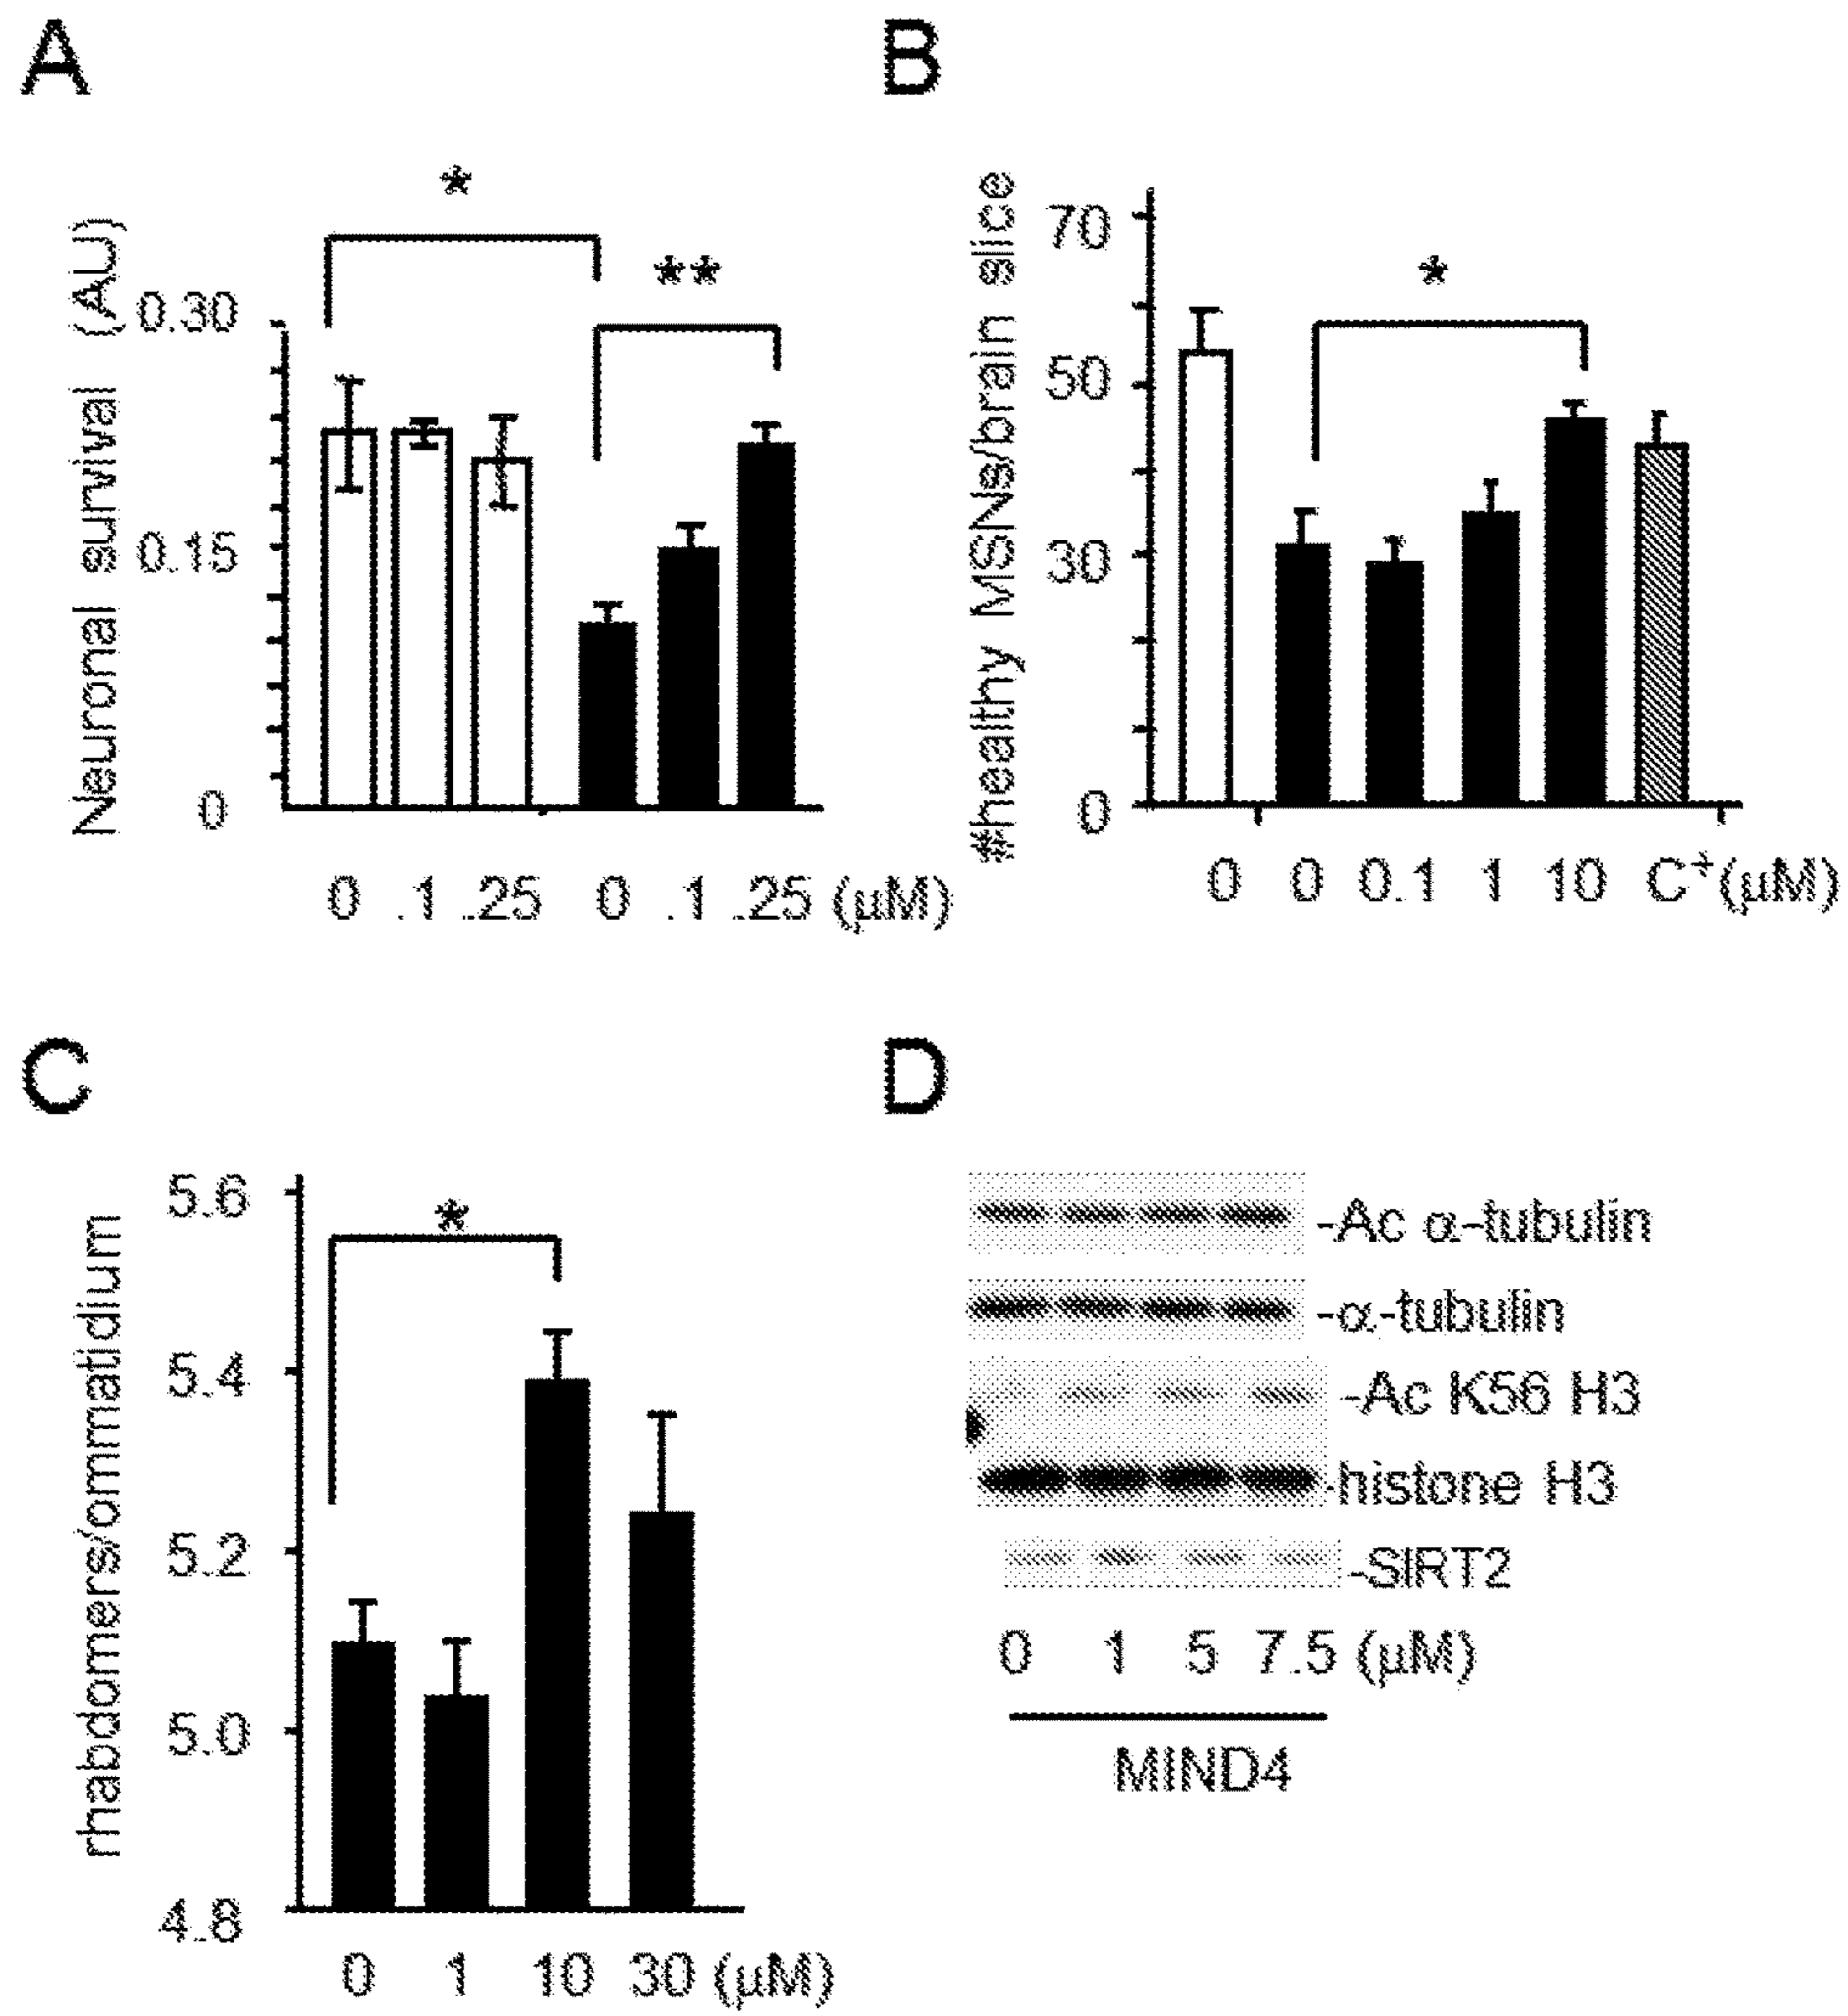 A
Neuronal survival (AU)
0.30
0.15
0
*
**
0 .1 .25 0 .1 .25 (μM)
B
#healthy MSNs/brain slice
70
50
30
0
*
0 0 0.1 1 10 C+ (μM)
C
rhabdomers/ommatidium
5.6
5.4
5.2
5.0
4.8
*
0 1 10 30 (μM)
D
-Ac α-tubulin
-α-tubulin
-Ac K56 H3
-histone H3
-SIRT2
0 1 5 7.5 (μM)
MIND4